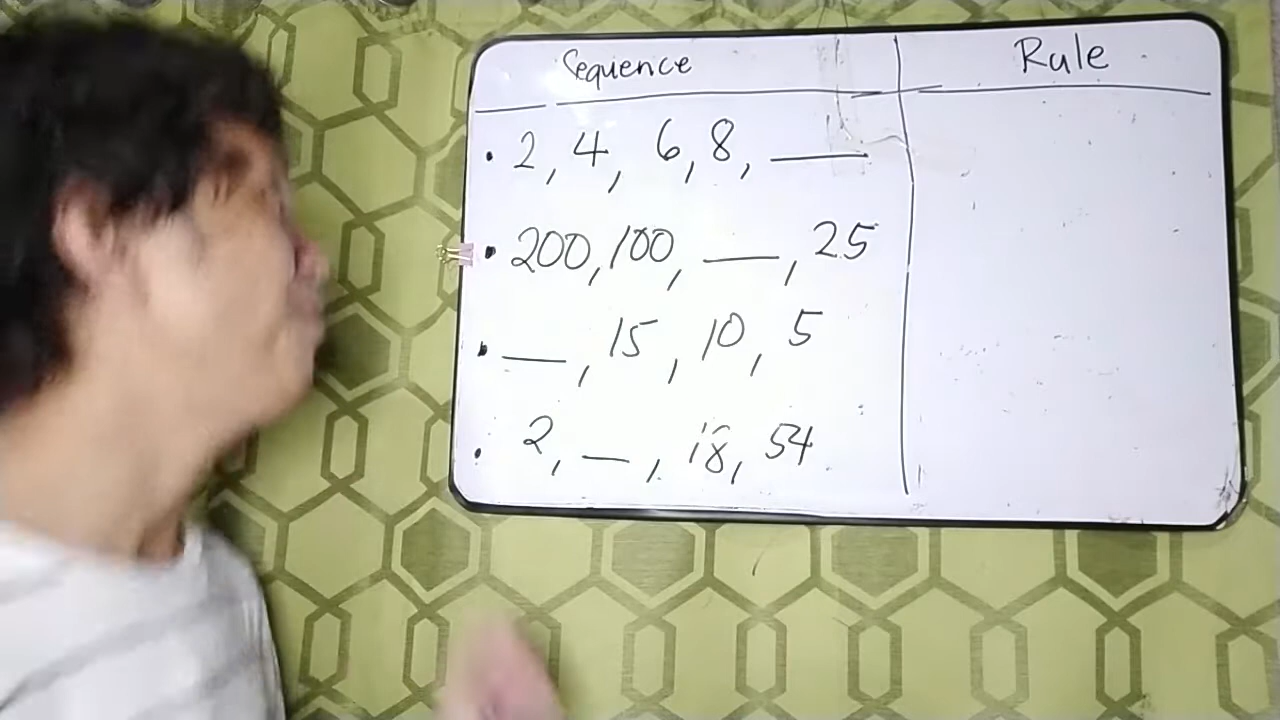 Sequence Rule
• 2, 4, 6, 8, ____
• 200, 100, ____, 25
• ____, 15, 10, 5
• 2, ____, 18, 54